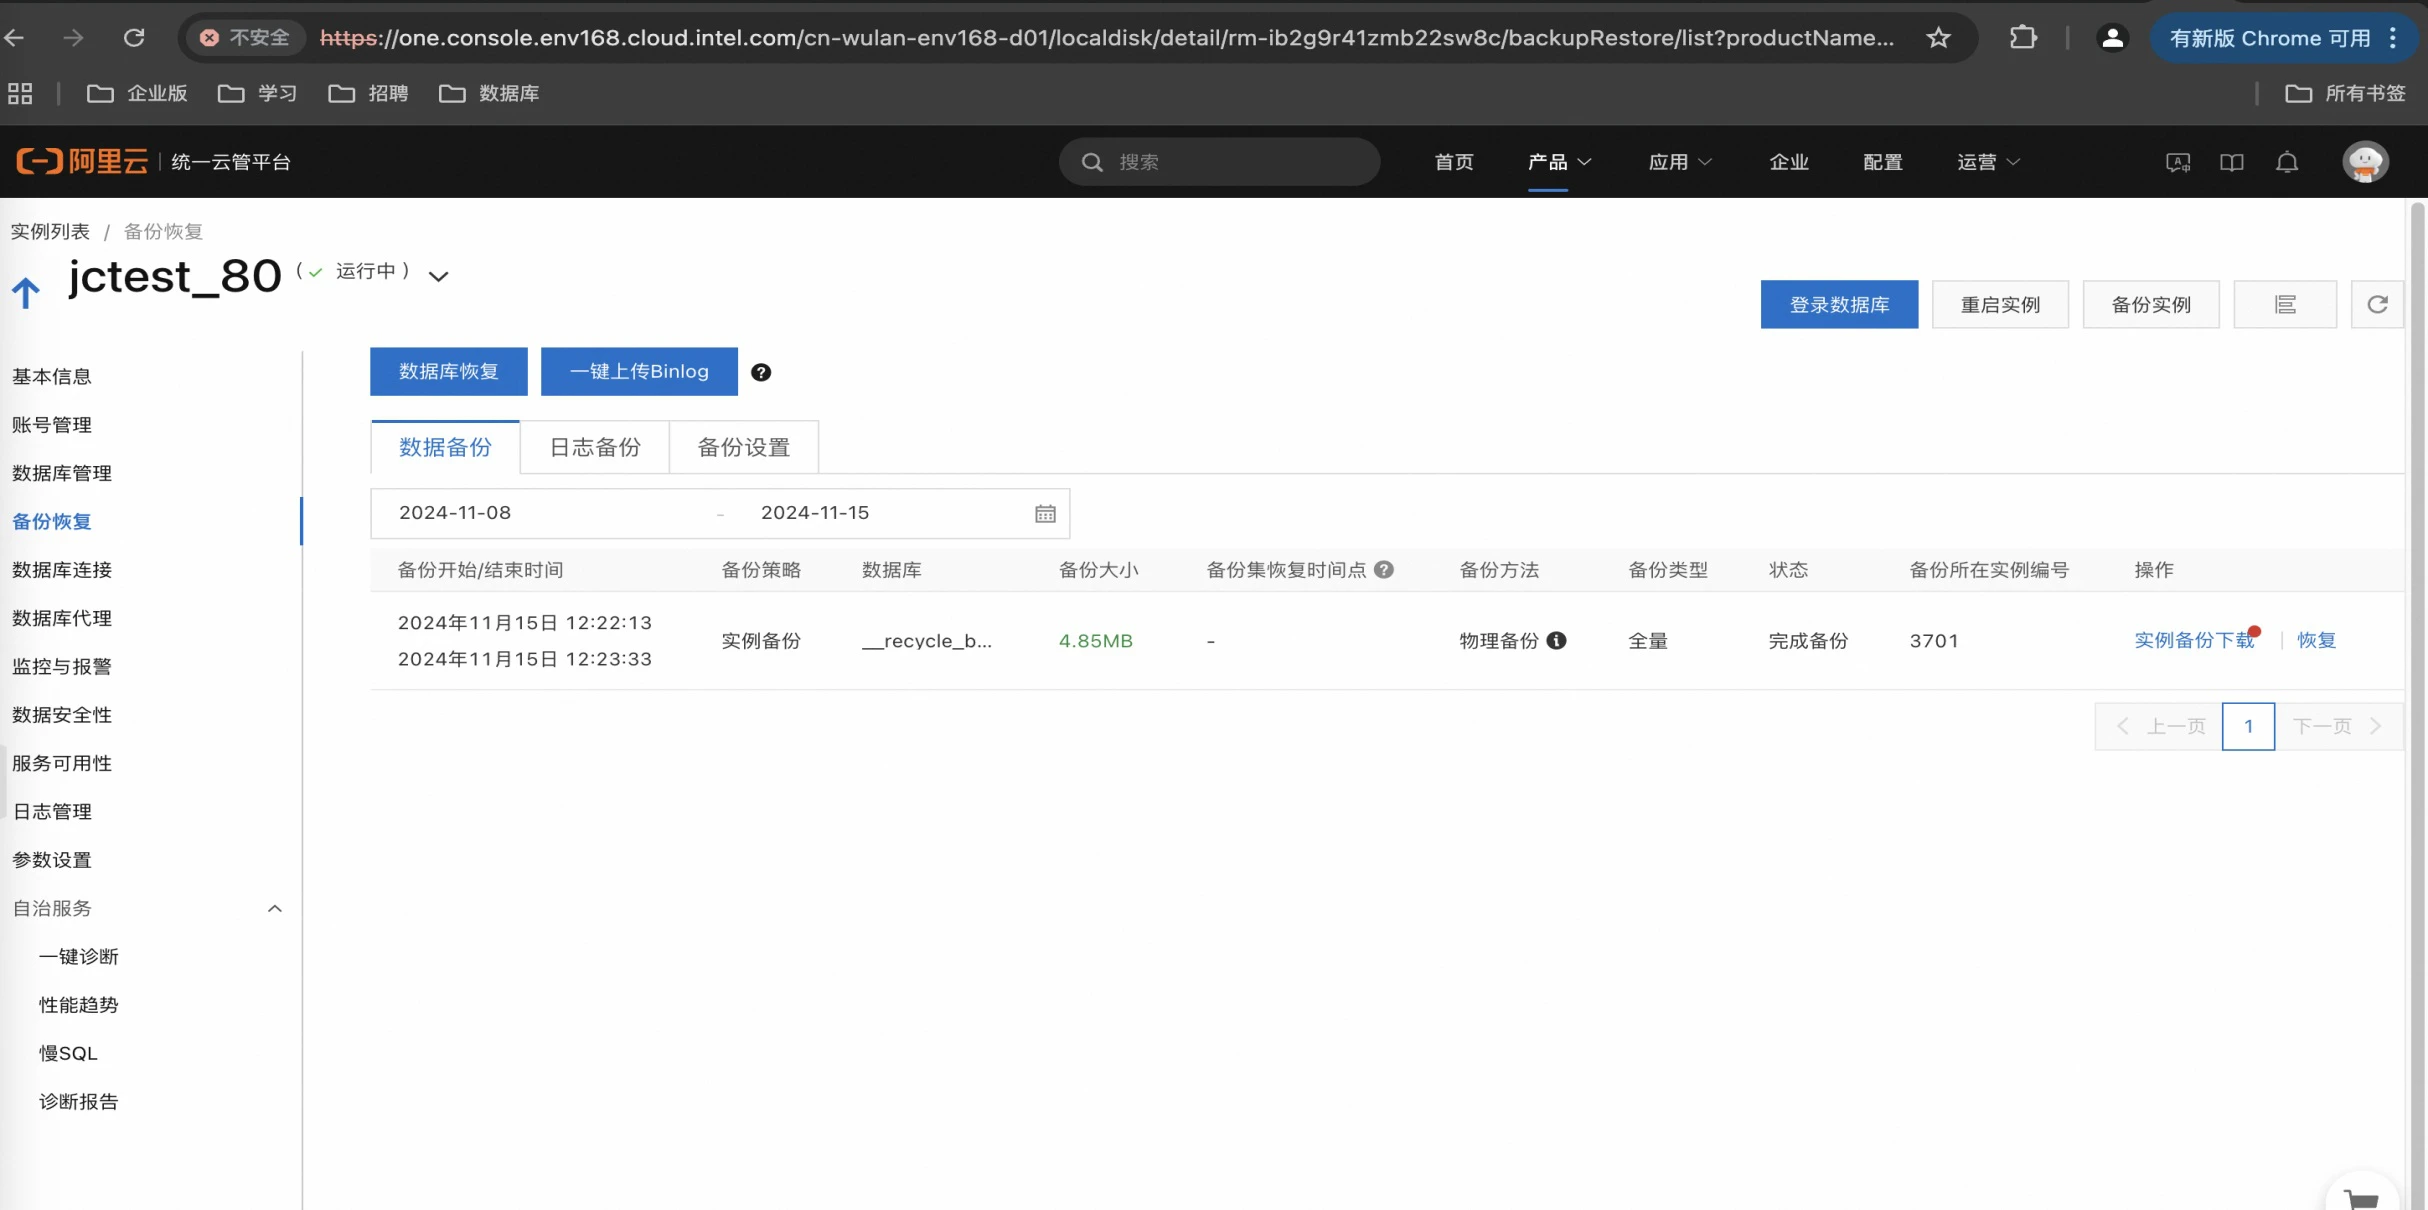 不安全 https://one.console.env168.cloud.intel.com/cn-wulan-env168-d01/localdisk/detail/rm-ib2g9r41zmb22sw8c/backupRestore/list?productName... 有新版 Chrome 可用
企业版 学习 招聘 数据库 所有书签
阿里云 统一云管平台 搜索 首页 产品 应用 企业 配置 运营
实例列表 / 备份恢复
jctest_80 ( 运行中 )
登录数据库 重启实例 备份实例
基本信息
账号管理
数据库管理
备份恢复
数据库连接
数据库代理
监控与报警
数据安全性
服务可用性
日志管理
参数设置
自治服务
一键诊断
性能趋势
慢SQL
诊断报告
数据库恢复 一键上传Binlog
数据备份 日志备份 备份设置
2024-11-08 - 2024-11-15
备份开始/结束时间 备份策略 数据库 备份大小 备份集恢复时间点 备份方法 备份类型 状态 备份所在实例编号 操作
2024年11月15日 12:22:13
2024年11月15日 12:23:33
实例备份 __recycle_b... 4.85MB - 物理备份 全量 完成备份 3701 实例备份下载 恢复
上一页 1 下一页